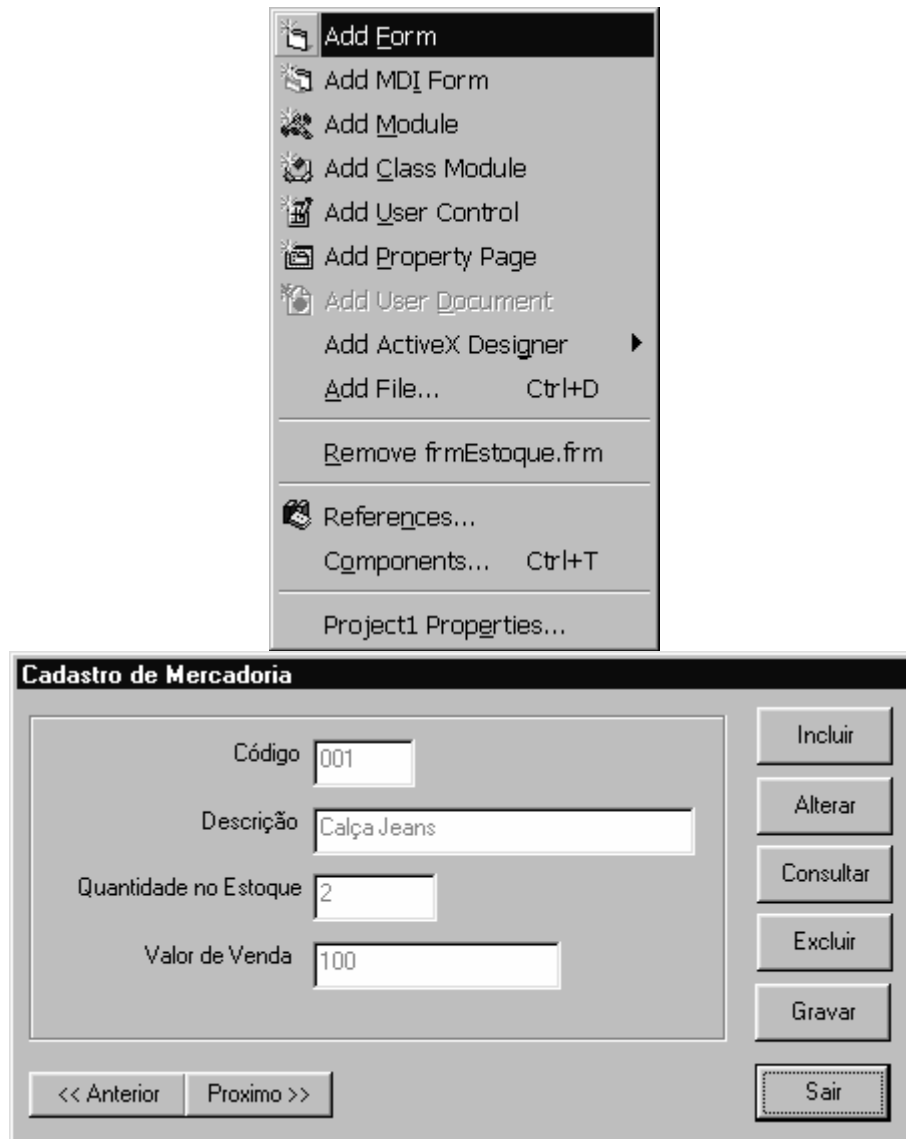 Add Form
Add MDI Form
Add Module
Add Class Module
Add User Control
Add Property Page
Add User Document
Add ActiveX Designer
Add File... Ctrl+D
Remove frmEstoque.frm
References...
Components... Ctrl+T
Project1 Properties...
Cadastro de Mercadoria
Código 001
Descrição Calça Jeans
Quantidade no Estoque 2
Valor de Venda 100
Incluir
Alterar
Consultar
Excluir
Gravar
<< Anterior Proximo >> Sair